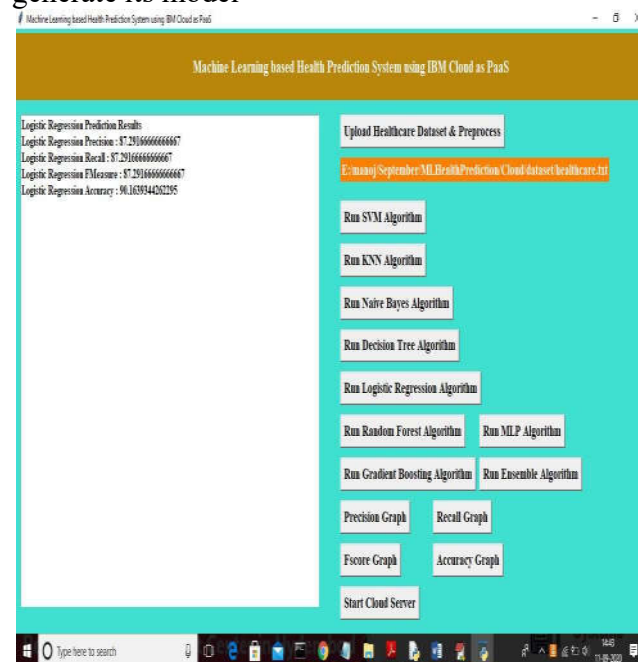 generate its model
Machine Learning based Health Prediction System using IBM Cloud as PaaS
Machine Learning based Health Prediction System using IBM Cloud as PaaS
Logistic Regression Prediction Results
Logistic Regression Precision : 87.29166666666667
Logistic Regression Recall : 87.29166666666667
Logistic Regression FMeasure : 87.29166666666667
Logistic Regression Accuracy : 90.1639344262295
Upload Healthcare Dataset & Preprocess
E:/manoj/September/MLHealthPrediction/Cloud/dataset/healthcare.txt
Run SVM Algorithm
Run KNN Algorithm
Run Naive Bayes Algorithm
Run Decision Tree Algorithm
Run Logistic Regression Algorithm
Run Random Forest Algorithm Run MLP Algorithm
Run Gradient Boosting Algorithm Run Ensemble Algorithm
Precision Graph Recall Graph
Fscore Graph Accuracy Graph
Start Cloud Server
Type here to search